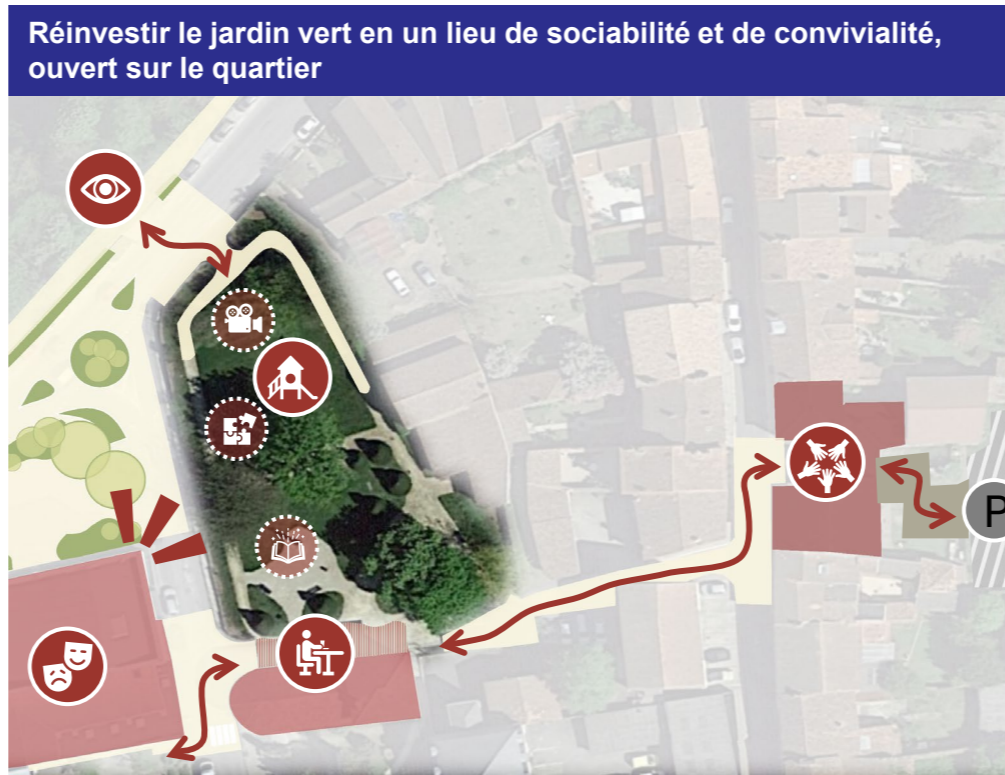 Réinvestir le jardin vert en un lieu de sociabilité et de convivialité,
ouvert sur le quartier
P